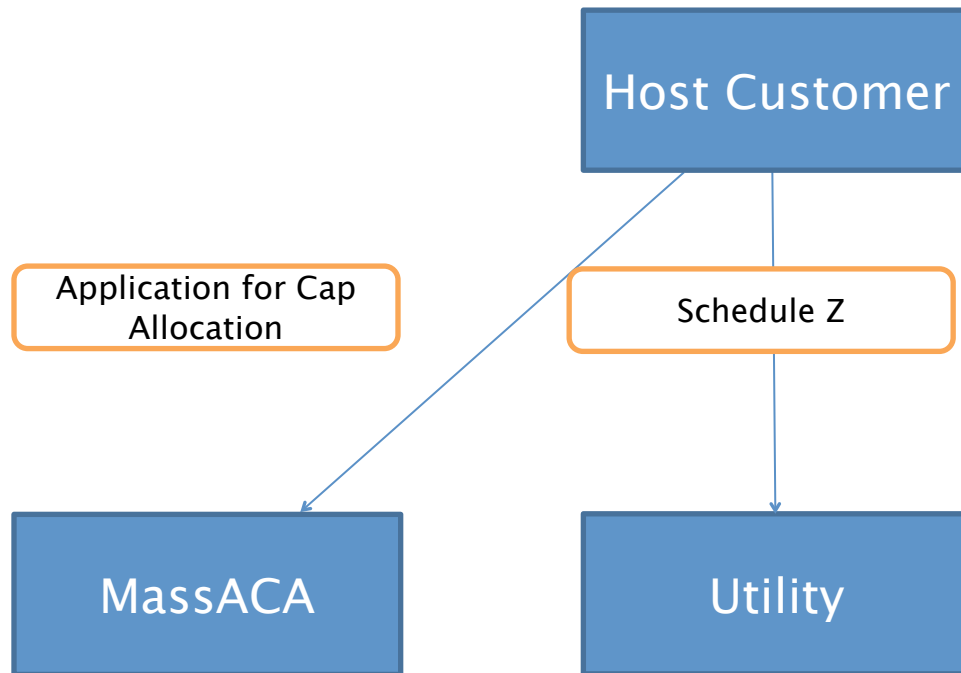 Host Customer
Application for Cap
Allocation
Schedule Z
MassACA
Utility